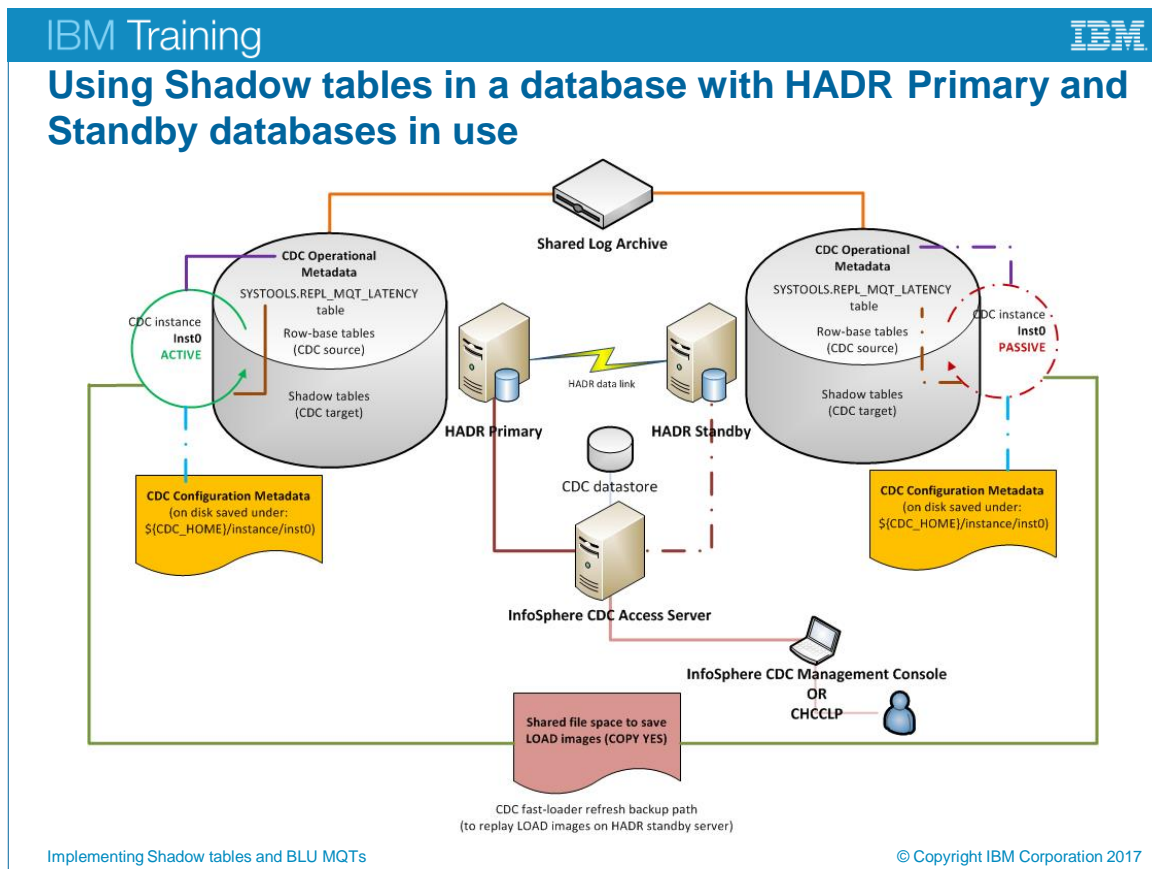 IBM Training
IBM
Using Shadow tables in a database with HADR Primary and
Standby databases in use
Shared Log Archive
CDC Operational
Metadata
SYSTOOLS.REPL_MQT_LATENCY
table
Row-base tables
(CDC source)
Shadow tables
(CDC target)
CDC instance
Inst0
ACTIVE
HADR data link
HADR Primary
HADR Standby
CDC Operational
Metadata
SYSTOOLS.REPL_MQT_LATENCY
table
Row-base tables
(CDC source)
Shadow tables
(CDC target)
CDC instance
Inst0
PASSIVE
CDC datastore
CDC Configuration Metadata
(on disk saved under:
${CDC_HOME}/instance/inst0)
CDC Configuration Metadata
(on disk saved under:
${CDC_HOME}/instance/inst0)
InfoSphere CDC Access Server
InfoSphere CDC Management Console
OR
CHCCLP
Shared file space to save
LOAD images (COPY YES)
CDC fast-loader refresh backup path
(to replay LOAD images on HADR standby server)
Implementing Shadow tables and BLU MQTs
© Copyright IBM Corporation 2017